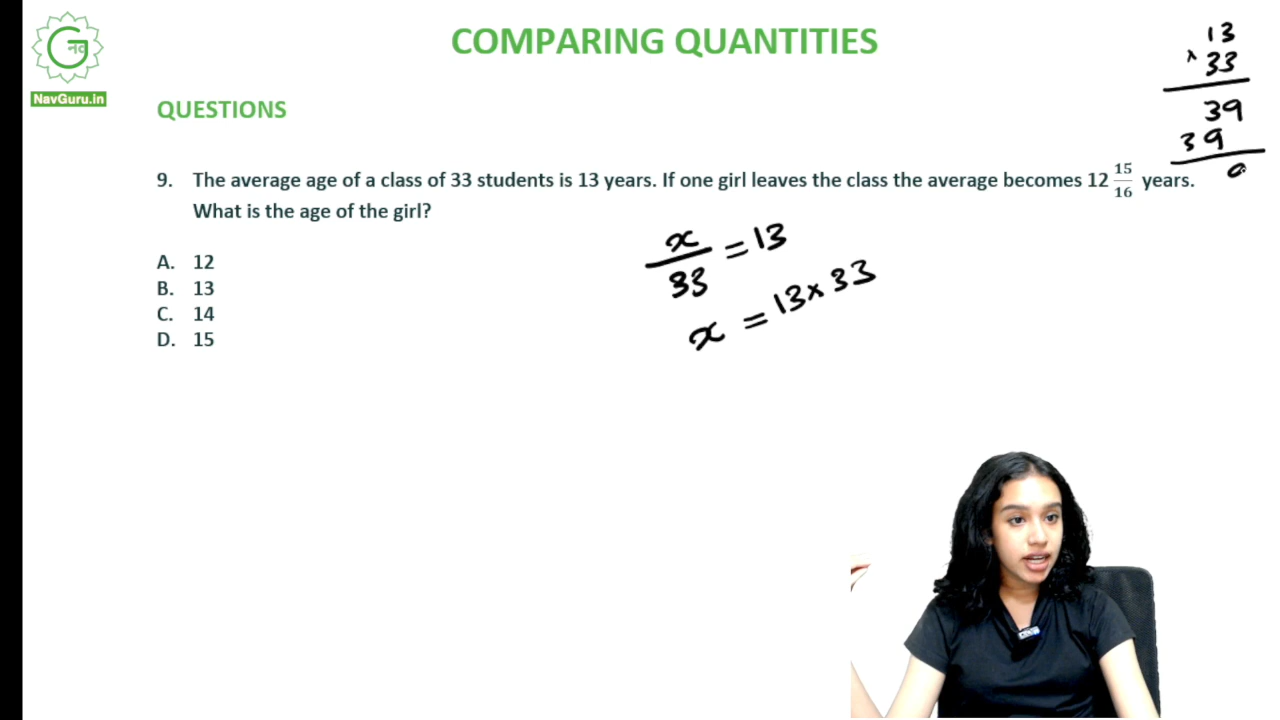 नव
NavGuru.in
COMPARING QUANTITIES
QUESTIONS
9. The average age of a class of 33 students is 13 years. If one girl leaves the class the average becomes 12 15/16 years.
What is the age of the girl?
A. 12
B. 13
C. 14
D. 15
x/33 = 13
x = 13 x 33
13
x 33
39
39
9